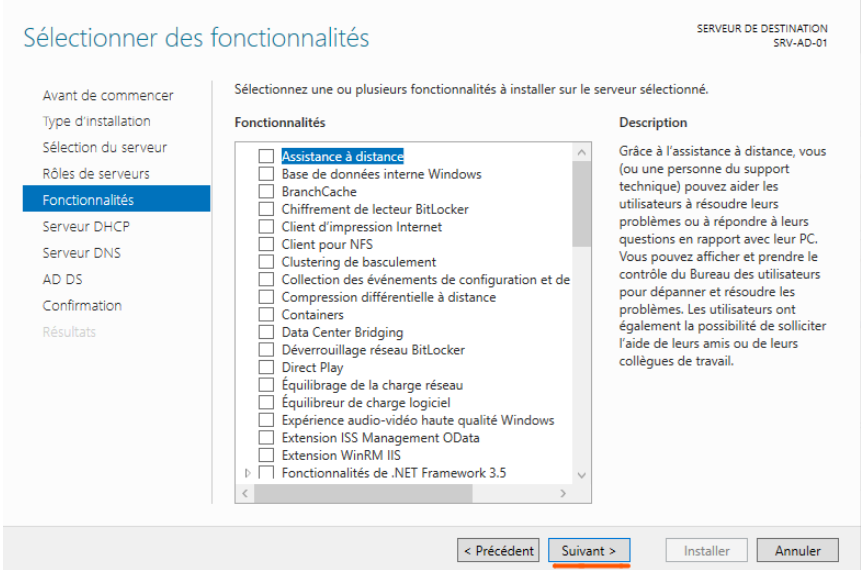 Sélectionner des fonctionnalités
SERVEUR DE DESTINATION
SRV-AD-01
Avant de commencer
Type d'installation
Sélection du serveur
Rôles de serveurs
Fonctionnalités
Serveur DHCP
Serveur DNS
AD DS
Confirmation
Résultats
Sélectionnez une ou plusieurs fonctionnalités à installer sur le serveur sélectionné.
Fonctionnalités
Assistance à distance
Base de données interne Windows
BranchCache
Chiffrement de lecteur BitLocker
Client d'impression Internet
Client pour NFS
Clustering de basculement
Collection des événements de configuration et de
Compression différentielle à distance
Containers
Data Center Bridging
Déverrouillage réseau BitLocker
Direct Play
Équilibrage de la charge réseau
Équilibreur de charge logiciel
Expérience audio-vidéo haute qualité Windows
Extension ISS Management OData
Extension WinRM IIS
Fonctionnalités de .NET Framework 3.5
Description
Grâce à l'assistance à distance, vous
(ou une personne du support
technique) pouvez aider les
utilisateurs à résoudre leurs
problèmes ou à répondre à leurs
questions en rapport avec leur PC.
Vous pouvez afficher et prendre le
contrôle du Bureau des utilisateurs
pour dépanner et résoudre les
problèmes. Les utilisateurs ont
également la possibilité de solliciter
l'aide de leurs amis ou de leurs
collègues de travail.
< Précédent
Suivant >
Installer
Annuler